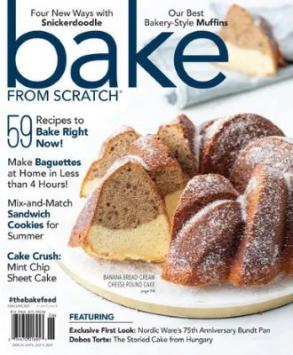 Four New Ways with
Snickerdoodle
Our Best
Bakery-Style Muffins
bake
FROM SCRATCH
59 Recipes to
Bake Right
Now!
Make Baguettes
at Home in Less
than 4 Hours!
Mix-and-Match
Sandwich
Cookies for
Summer
Cake Crush:
Mint Chip
Sheet Cake
BANANA BREAD CREAM
CHEESE POUND CAKE
#thebakefeed
FEATURING
Exclusive First Look: Nordic Ware's 75th Anniversary Bundt Pan
Dobos Torte: The Storied Cake from Hungary